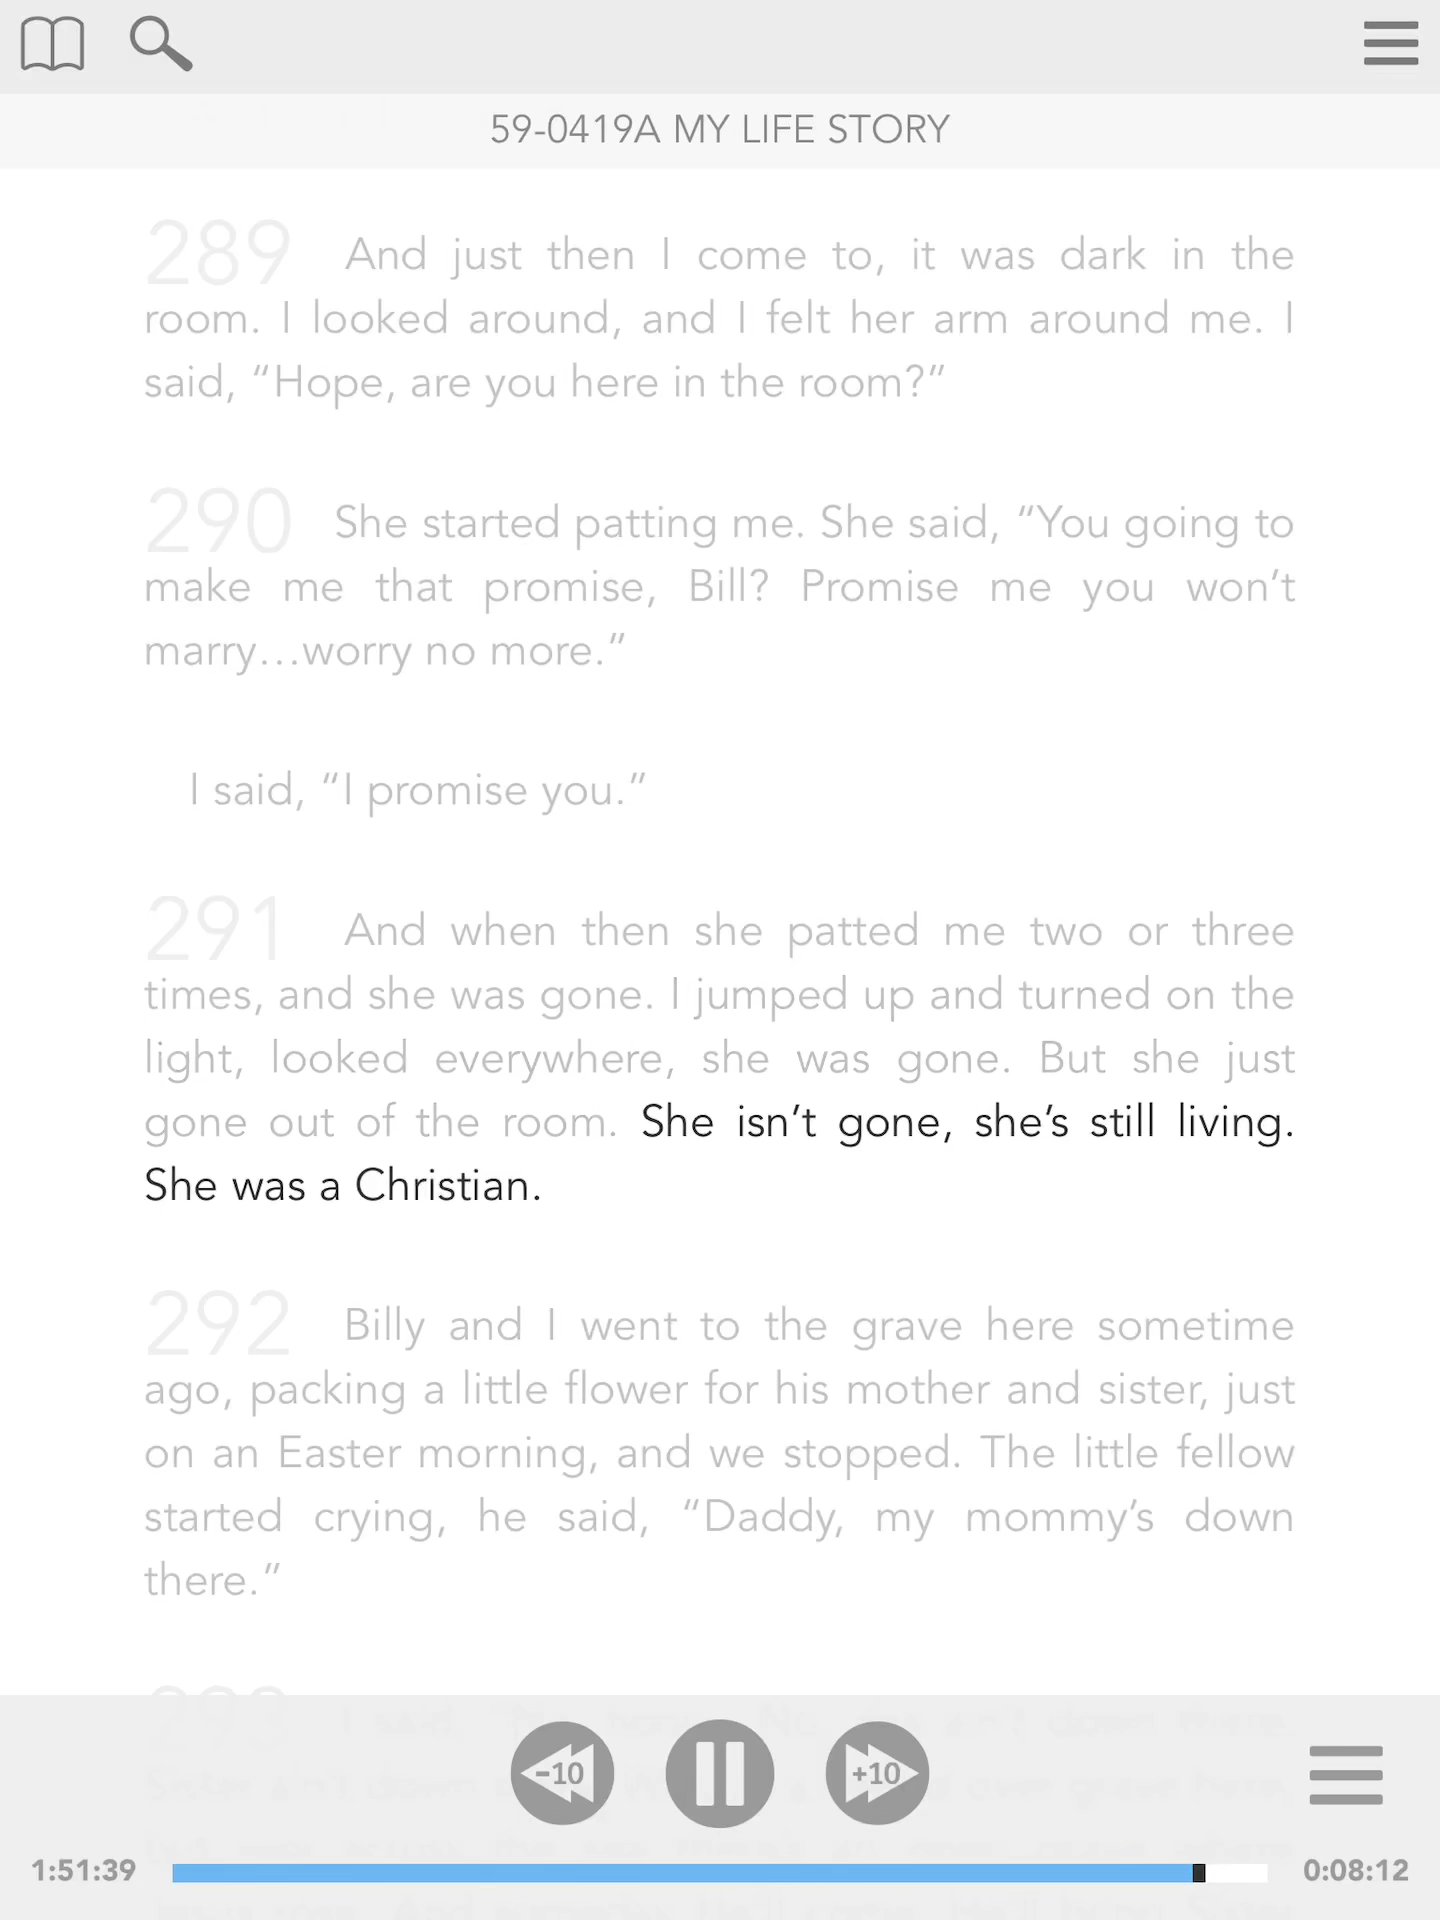 59-0419A MY LIFE STORY
289 And just then I come to, it was dark in the
room. I looked around, and I felt her arm around me. I
said, “Hope, are you here in the room?”
290 She started patting me. She said, “You going to
make me that promise, Bill? Promise me you won’t
marry…worry no more.”
I said, “I promise you.”
291 And when then she patted me two or three
times, and she was gone. I jumped up and turned on the
light, looked everywhere, she was gone. But she just
gone out of the room. She isn’t gone, she’s still living.
She was a Christian.
292 Billy and I went to the grave here sometime
ago, packing a little flower for his mother and sister, just
on an Easter morning, and we stopped. The little fellow
started crying, he said, “Daddy, my mommy’s down
there.”
-10 +10
1:51:39 0:08:12